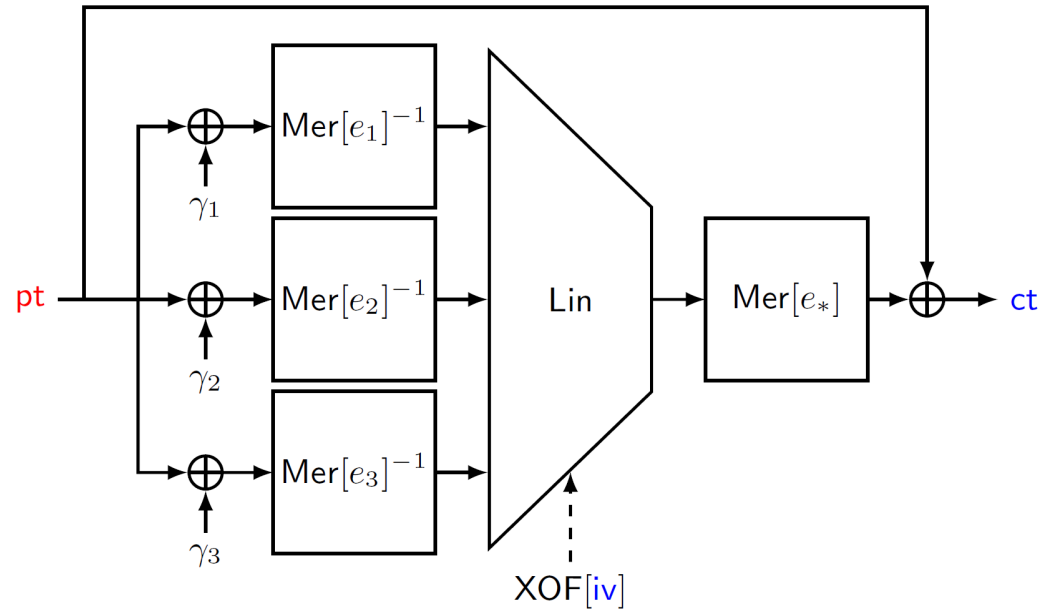 Mer[e₁]⁻¹
γ₁
pt
Mer[e₂]⁻¹
Lin
Mer[e∗]
ct
γ₂
Mer[e₃]⁻¹
γ₃
XOF[iv]